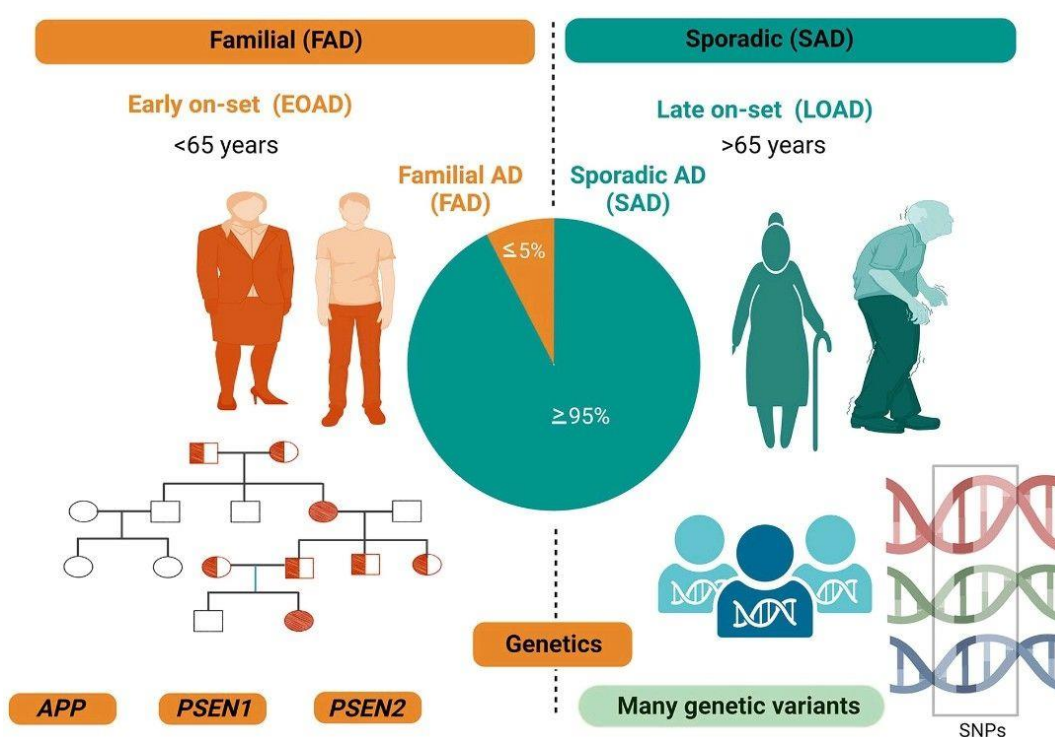 Familial (FAD)
Sporadic (SAD)
Early on-set (EOAD)
<65 years
Late on-set (LOAD)
>65 years
Familial AD
(FAD)
Sporadic AD
(SAD)
≤5%
≥95%
Genetics
APP
PSEN1
PSEN2
Many genetic variants
SNPs